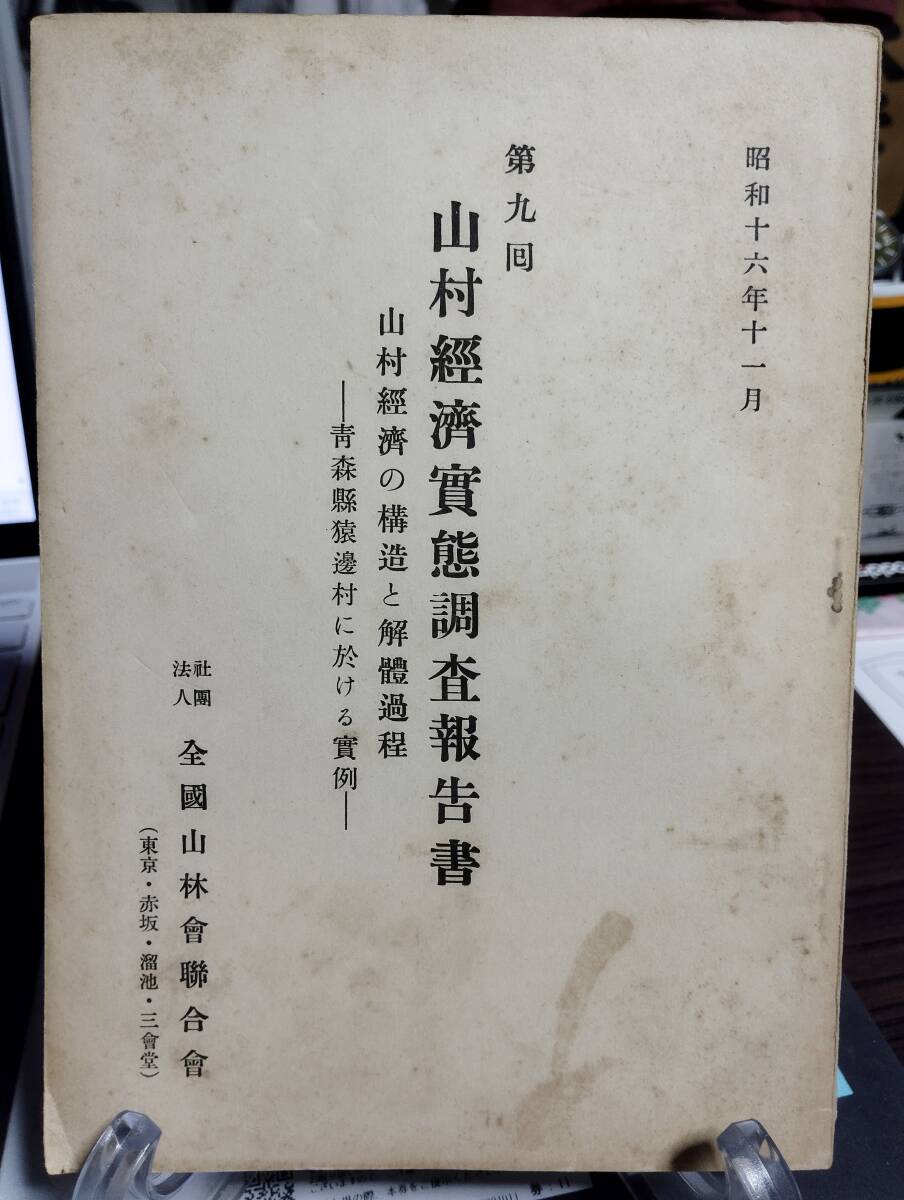 昭和十六年十一月
第九囘
山村經濟實態調査報告書
山村經濟の構造と解體過程
──靑森縣猿邊村に於ける實例──
社團
法人
全國山林會聯合會
(東京・赤坂・溜池・三會堂)